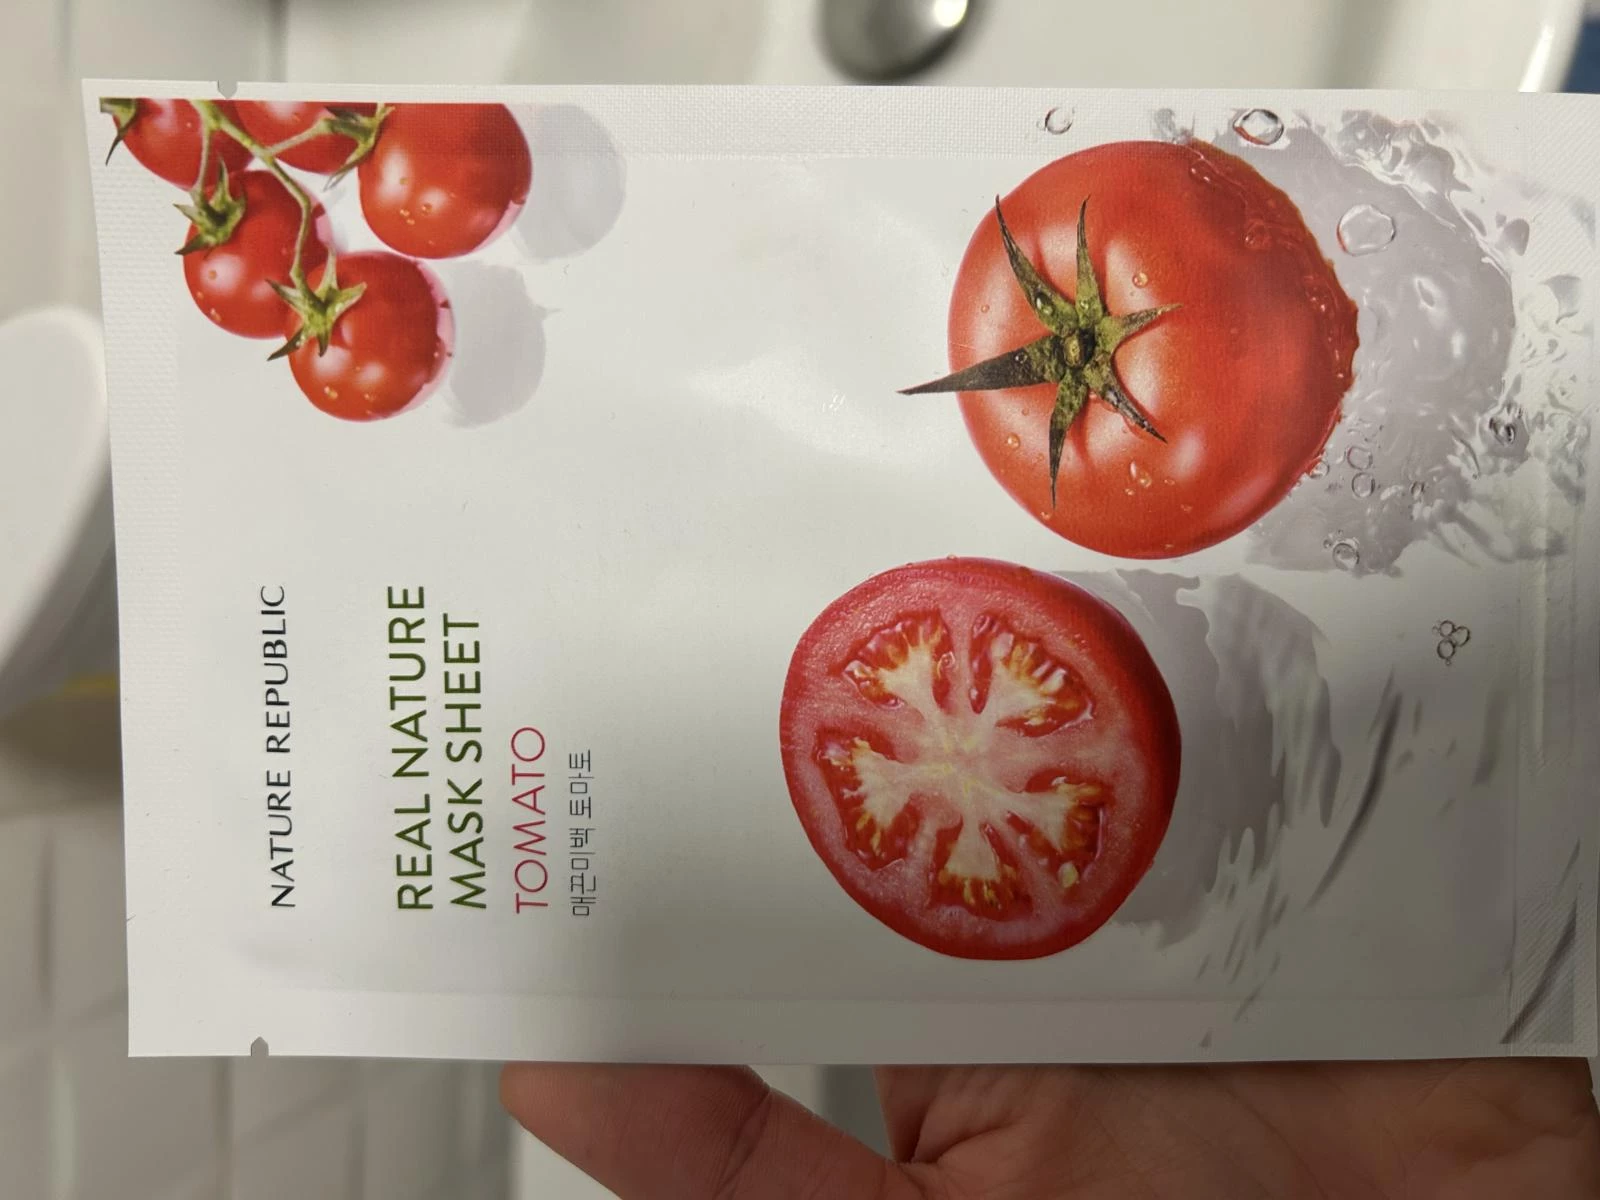 NATURE REPUBLIC
REAL NATURE
MASK SHEET
TOMATO
매끈미백 토마토